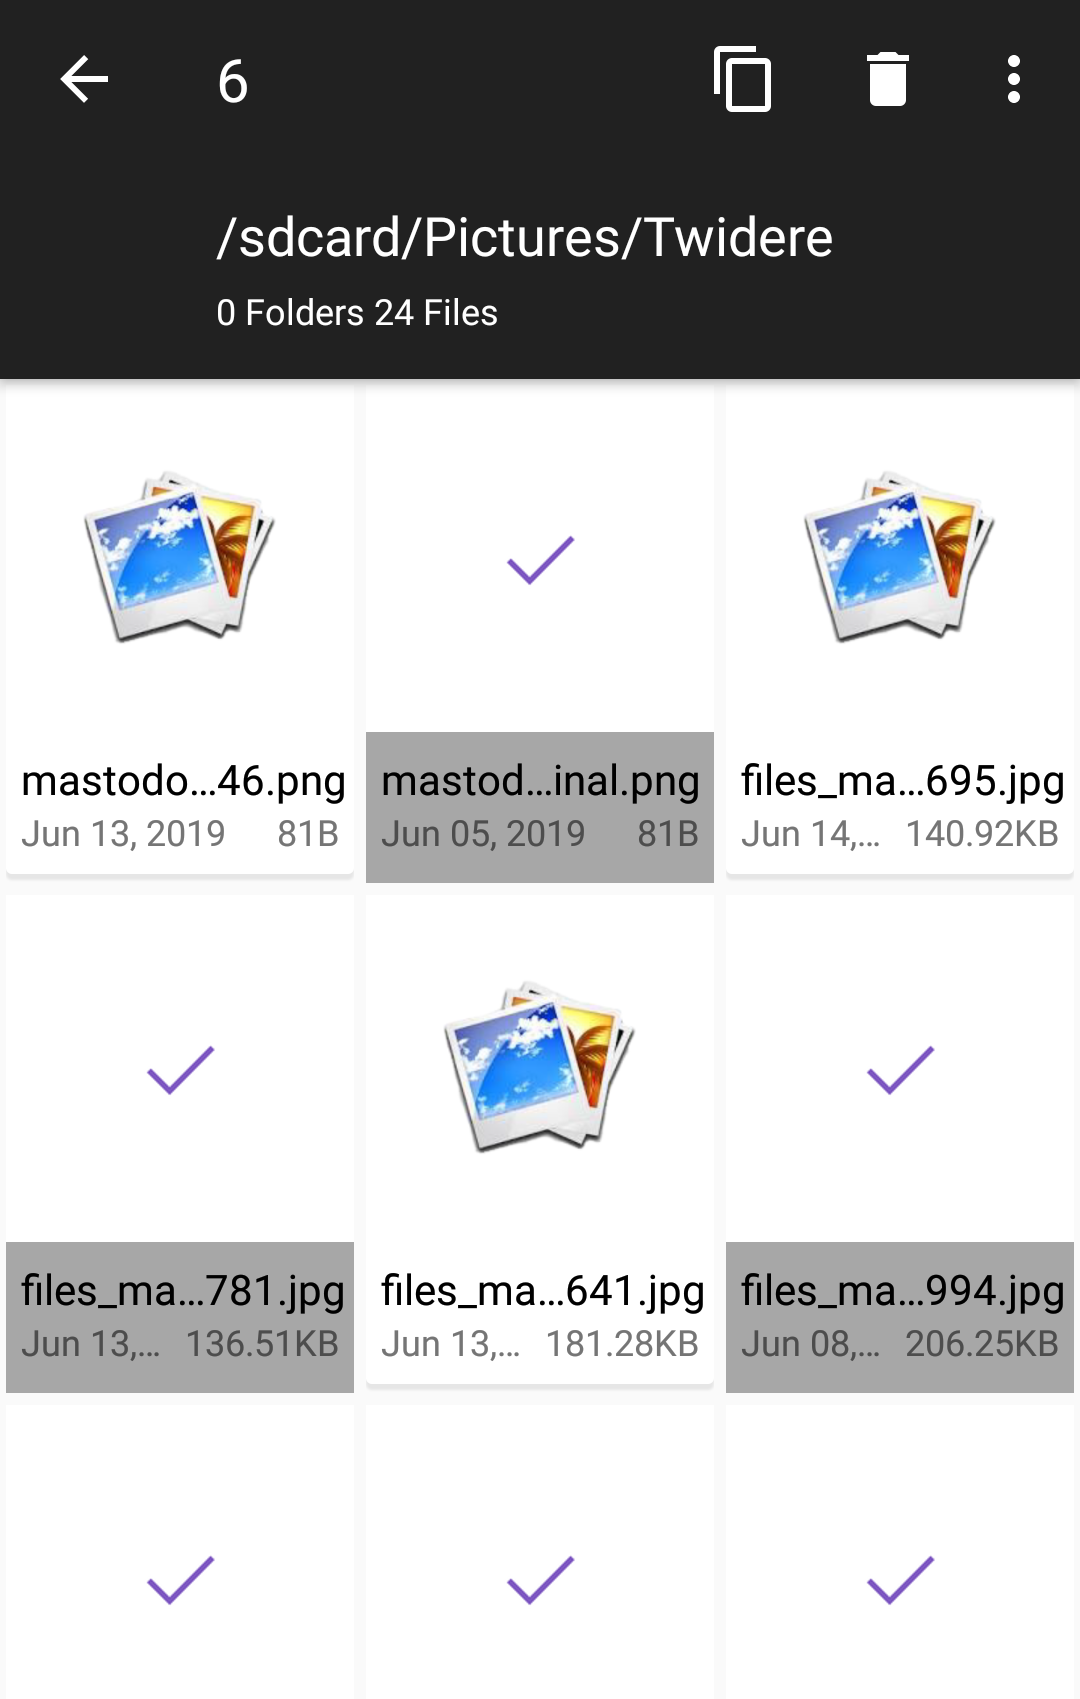 6
/sdcard/Pictures/Twidere
0 Folders 24 Files
mastodo...46.png
Jun 13, 2019 81B
mastod...inal.png
Jun 05, 2019 81B
files_ma...695.jpg
Jun 14,... 140.92KB
files_ma...781.jpg
Jun 13,... 136.51KB
files_ma...641.jpg
Jun 13,... 181.28KB
files_ma...994.jpg
Jun 08,... 206.25KB